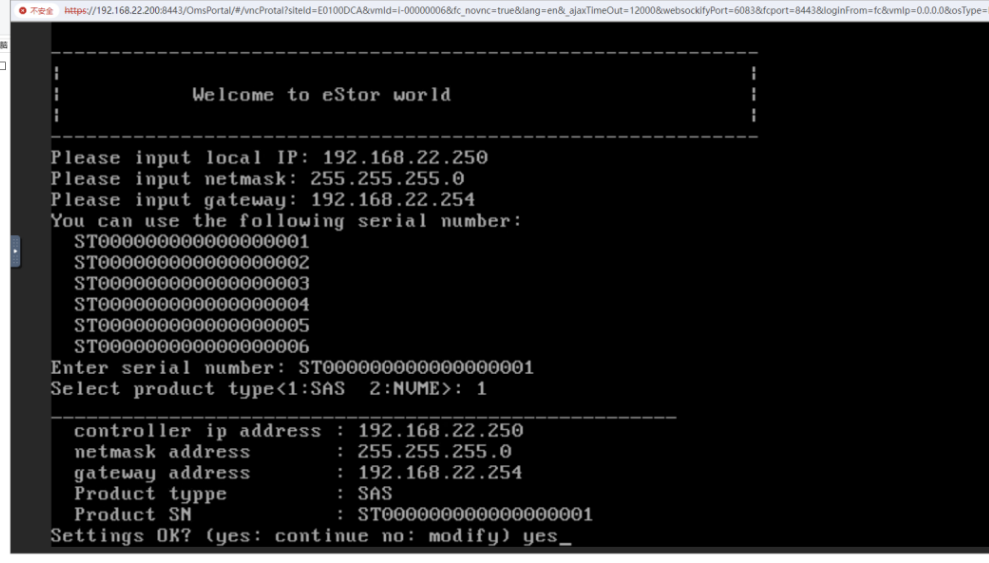 不安全 https://192.168.22.200:8443/OmsPortal/#/vncProtal?siteId=E0100DCA&vmId=i-00000006&fc_novnc=true&lang=en&_ajaxTimeOut=12000&websockifyPort=6083&fcport=8443&loginFrom=fc&vmIp=0.0.0.0&osType=
Welcome to eStor world
Please input local IP: 192.168.22.250
Please input netmask: 255.255.255.0
Please input gateway: 192.168.22.254
You can use the following serial number:
ST0000000000000000001
ST0000000000000000002
ST0000000000000000003
ST0000000000000000004
ST0000000000000000005
ST0000000000000000006
Enter serial number: ST0000000000000000001
Select product type<1:SAS  2:NVME>: 1
controller ip address : 192.168.22.250
netmask address       : 255.255.255.0
gateway address       : 192.168.22.254
Product typpe         : SAS
Product SN            : ST0000000000000000001
Settings OK? (yes: continue no: modify) yes_